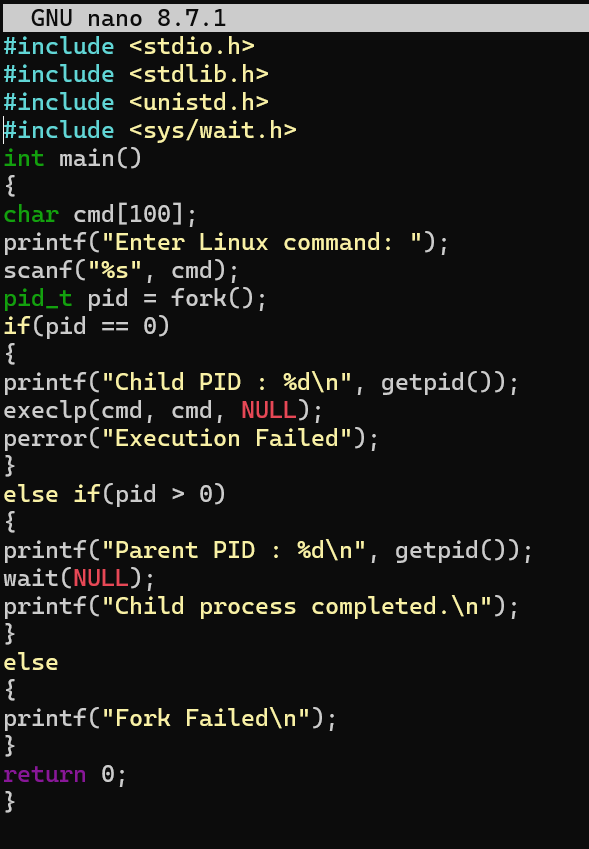 GNU nano 8.7.1
#include <stdio.h>
#include <stdlib.h>
#include <unistd.h>
#include <sys/wait.h>
int main()
{
char cmd[100];
printf("Enter Linux command: ");
scanf("%s", cmd);
pid_t pid = fork();
if(pid == 0)
{
printf("Child PID : %d\n", getpid());
execlp(cmd, cmd, NULL);
perror("Execution Failed");
}
else if(pid > 0)
{
printf("Parent PID : %d\n", getpid());
wait(NULL);
printf("Child process completed.\n");
}
else
{
printf("Fork Failed\n");
}
return 0;
}